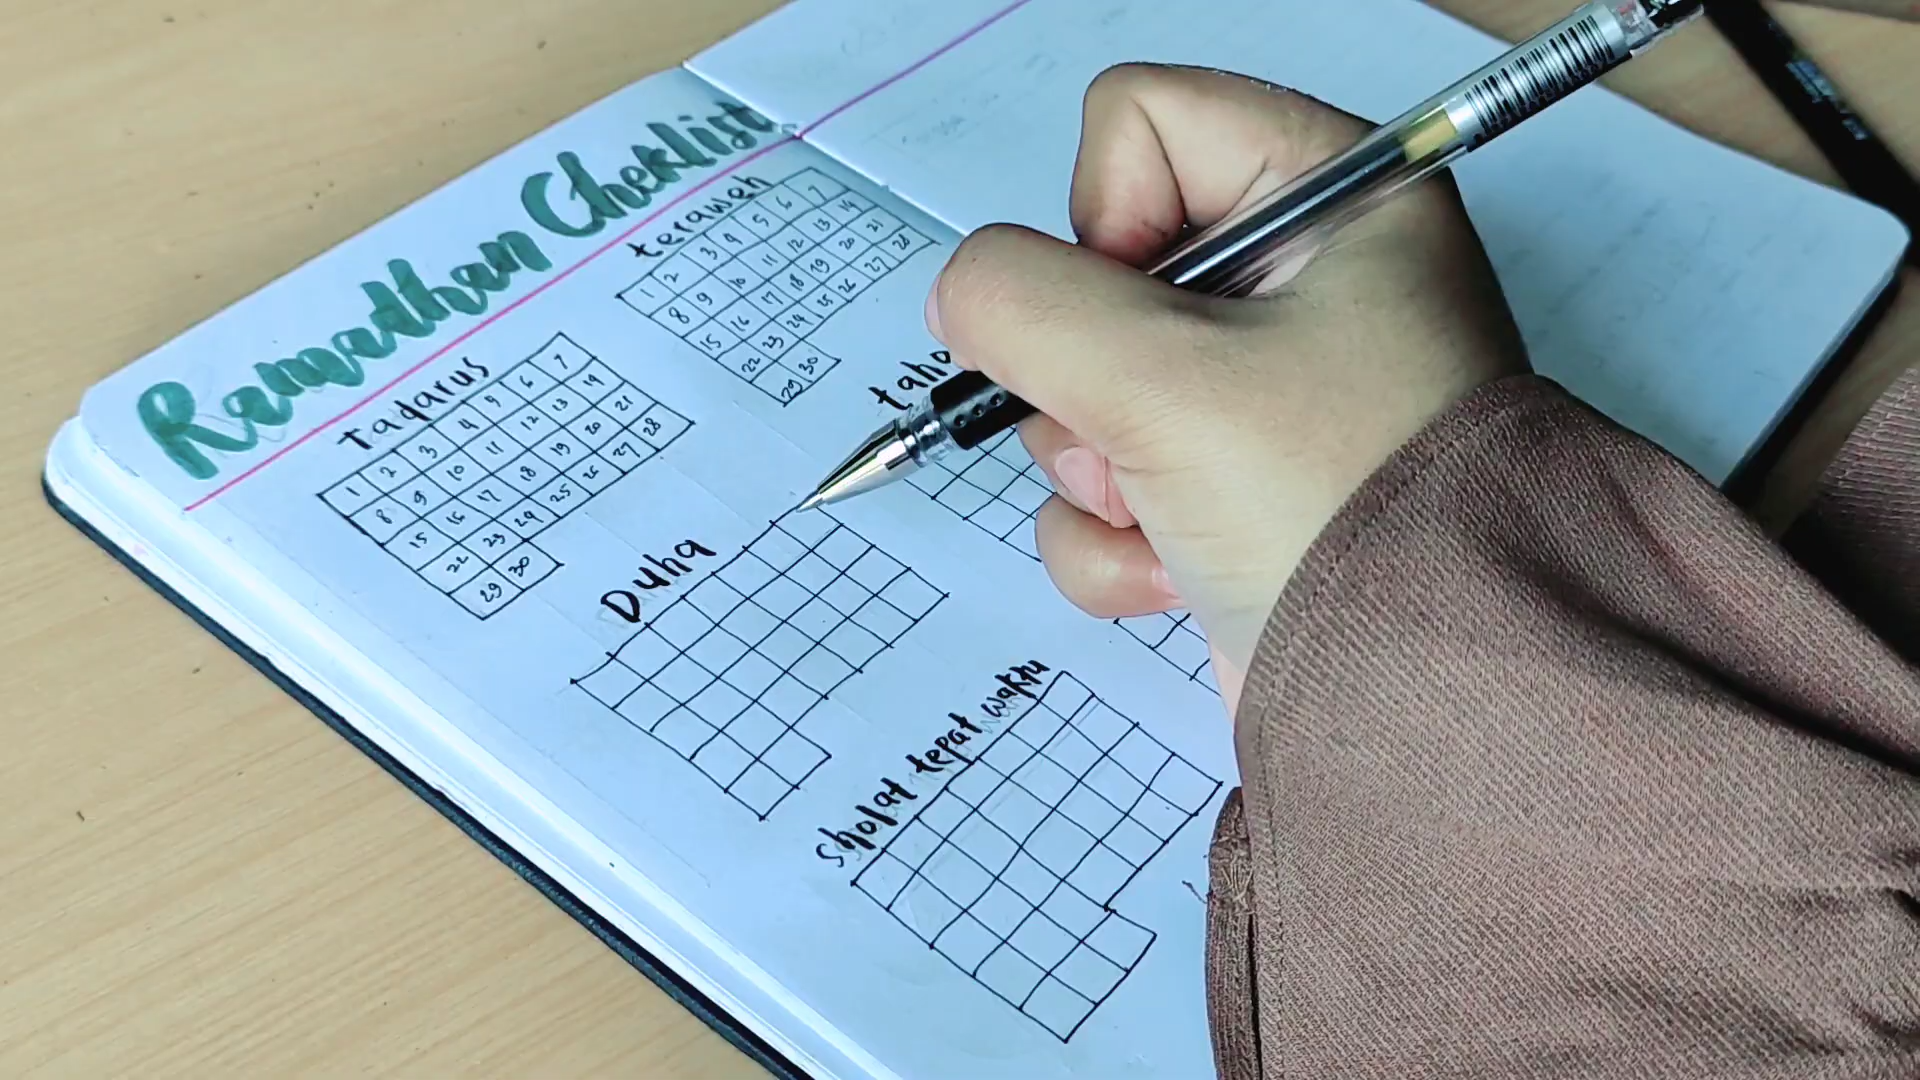 Ramadhan Cheklist
tadarus
1 2 3 4 5 6 7
8 9 10 11 12 13 14
15 16 17 18 19 20 21
22 23 24 25 26 27 28
29 30
teraweh
1 2 3 4 5 6 7
8 9 10 11 12 13 14
15 16 17 18 19 20 21
22 23 24 25 26 27 28
29 30
Duha
taha
sholat tepat waktu